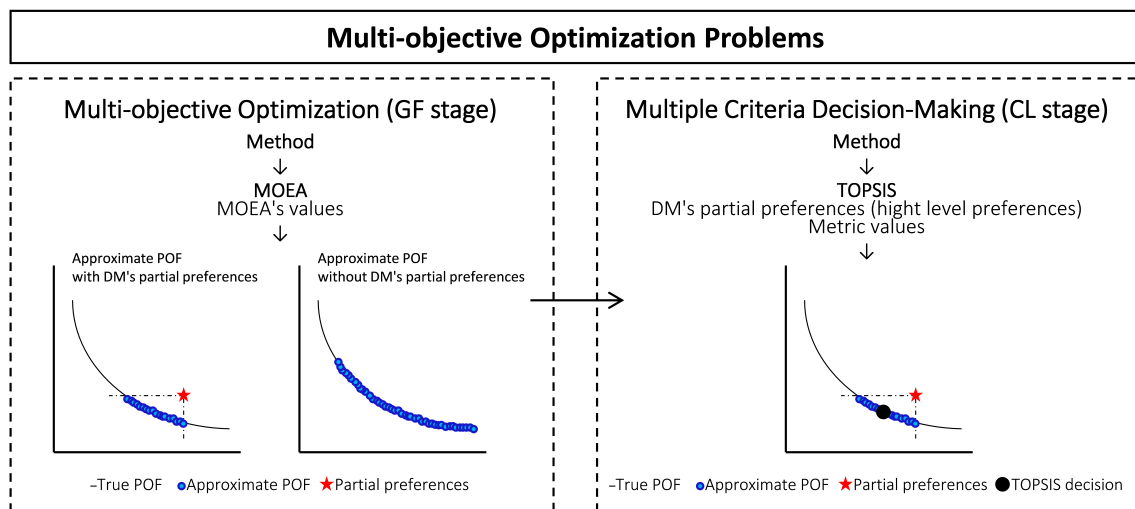 Multi-objective Optimization Problems
Multi-objective Optimization (GF stage)
Method
MOEA
MOEA's values
Approximate POF
with DM's partial preferences
Approximate POF
without DM's partial preferences
–True POF Approximate POF Partial preferences
Multiple Criteria Decision-Making (CL stage)
Method
TOPSIS
DM's partial preferences (hight level preferences)
Metric values
–True POF Approximate POF Partial preferences TOPSIS decision